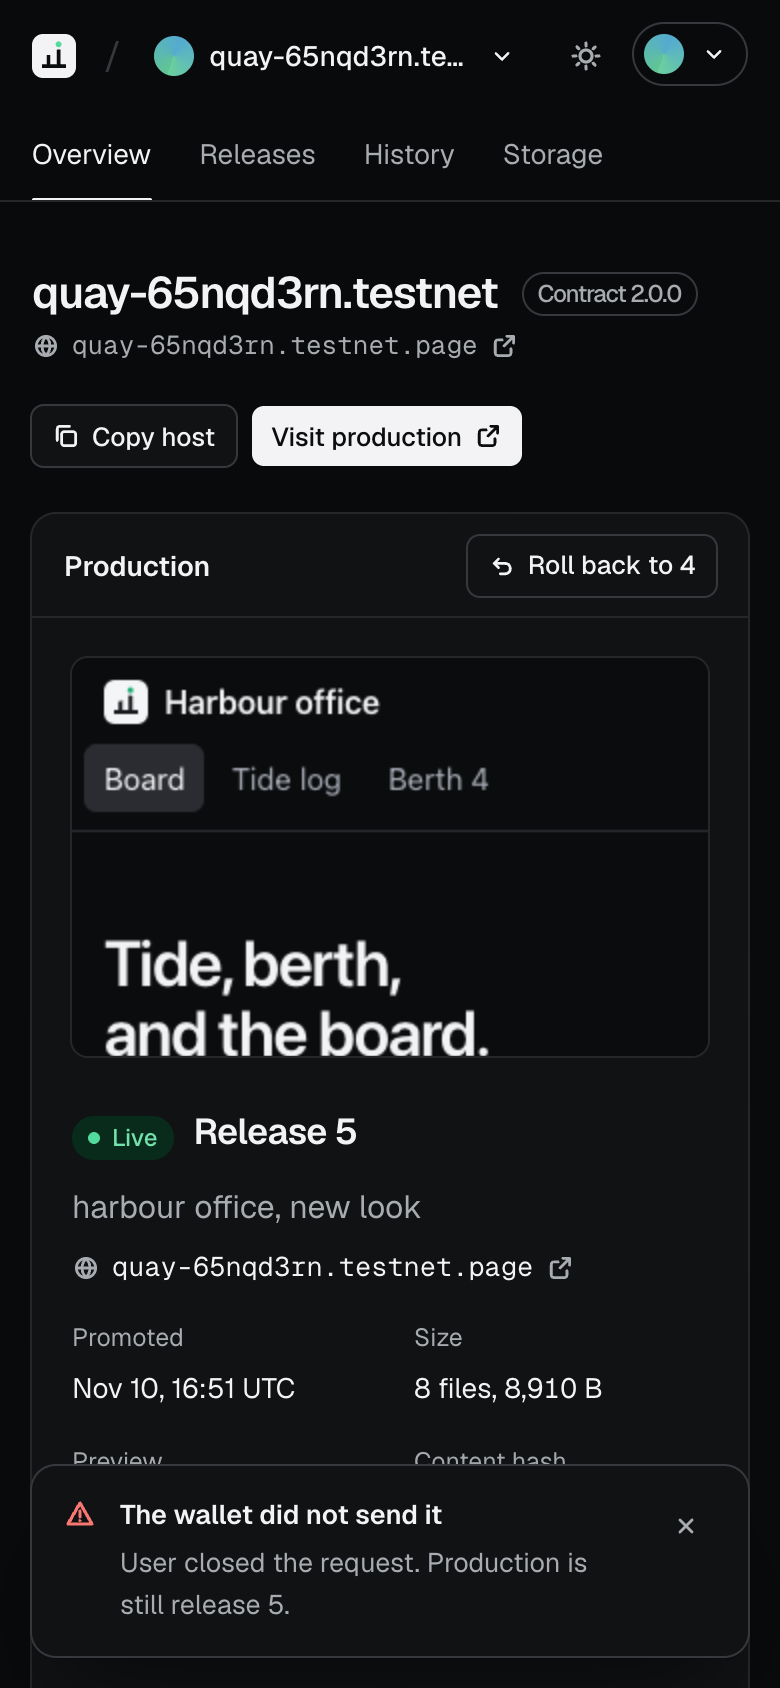 / quay-65nqd3rn.te...
Overview Releases History Storage
quay-65nqd3rn.testnet Contract 2.0.0
quay-65nqd3rn.testnet.page
Copy host Visit production
Production Roll back to 4
Harbour office
Board Tide log Berth 4
Tide, berth,
and the board.
Live Release 5
harbour office, new look
quay-65nqd3rn.testnet.page
Promoted Size
Nov 10, 16:51 UTC 8 files, 8,910 B
Preview Content hash
The wallet did not send it
User closed the request. Production is
still release 5.